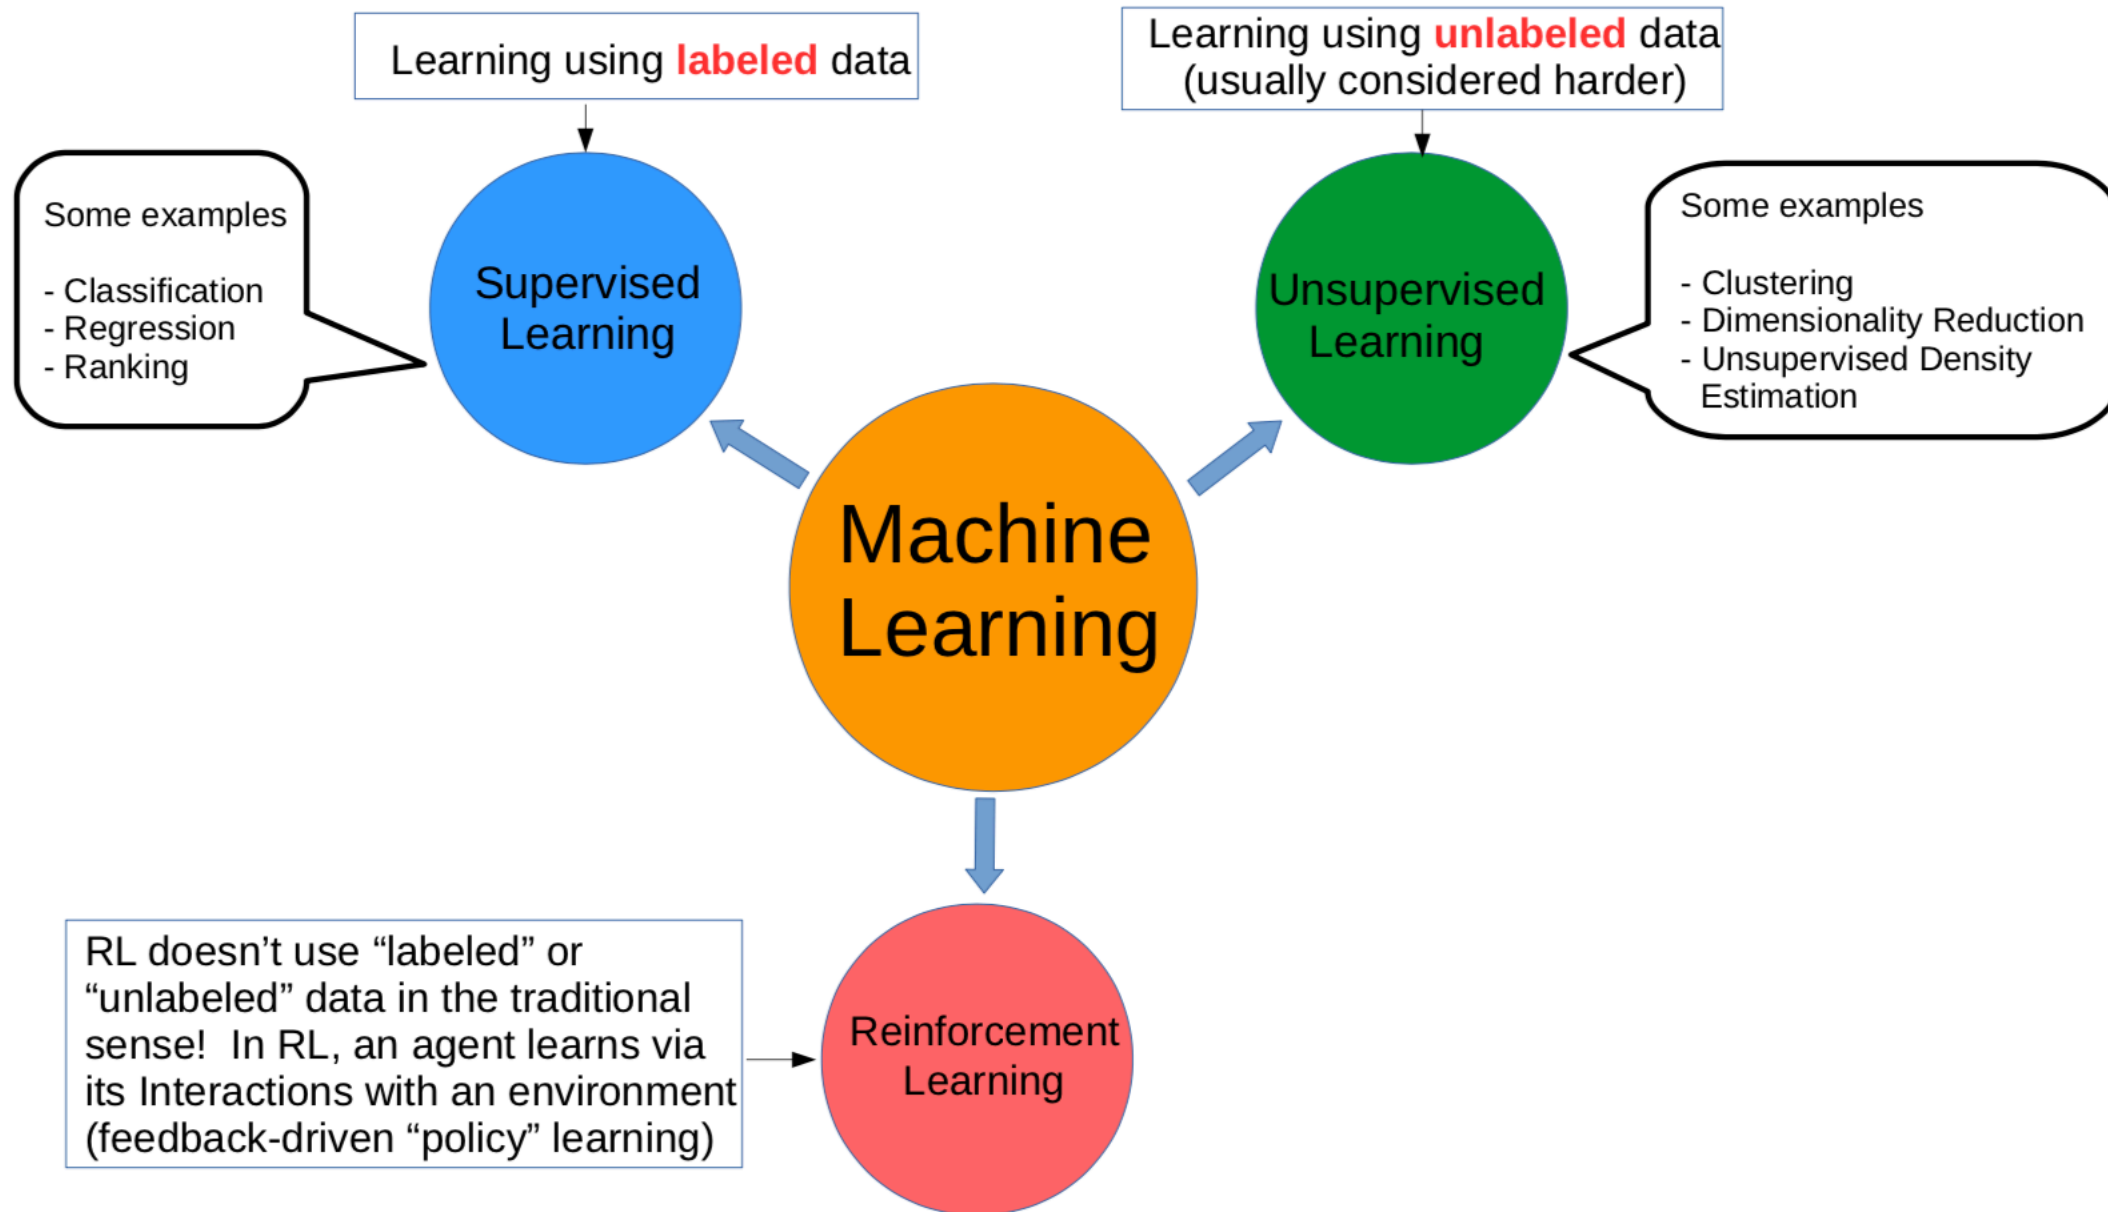 Learning using labeled data
Learning using unlabeled data
(usually considered harder)
Some examples
- Classification
- Regression
- Ranking
Supervised
Learning
Unsupervised
Learning
Some examples
- Clustering
- Dimensionality Reduction
- Unsupervised Density
Estimation
Machine
Learning
RL doesn’t use “labeled” or
“unlabeled” data in the traditional
sense!  In RL, an agent learns via
its Interactions with an environment
(feedback-driven “policy” learning)
Reinforcement
Learning